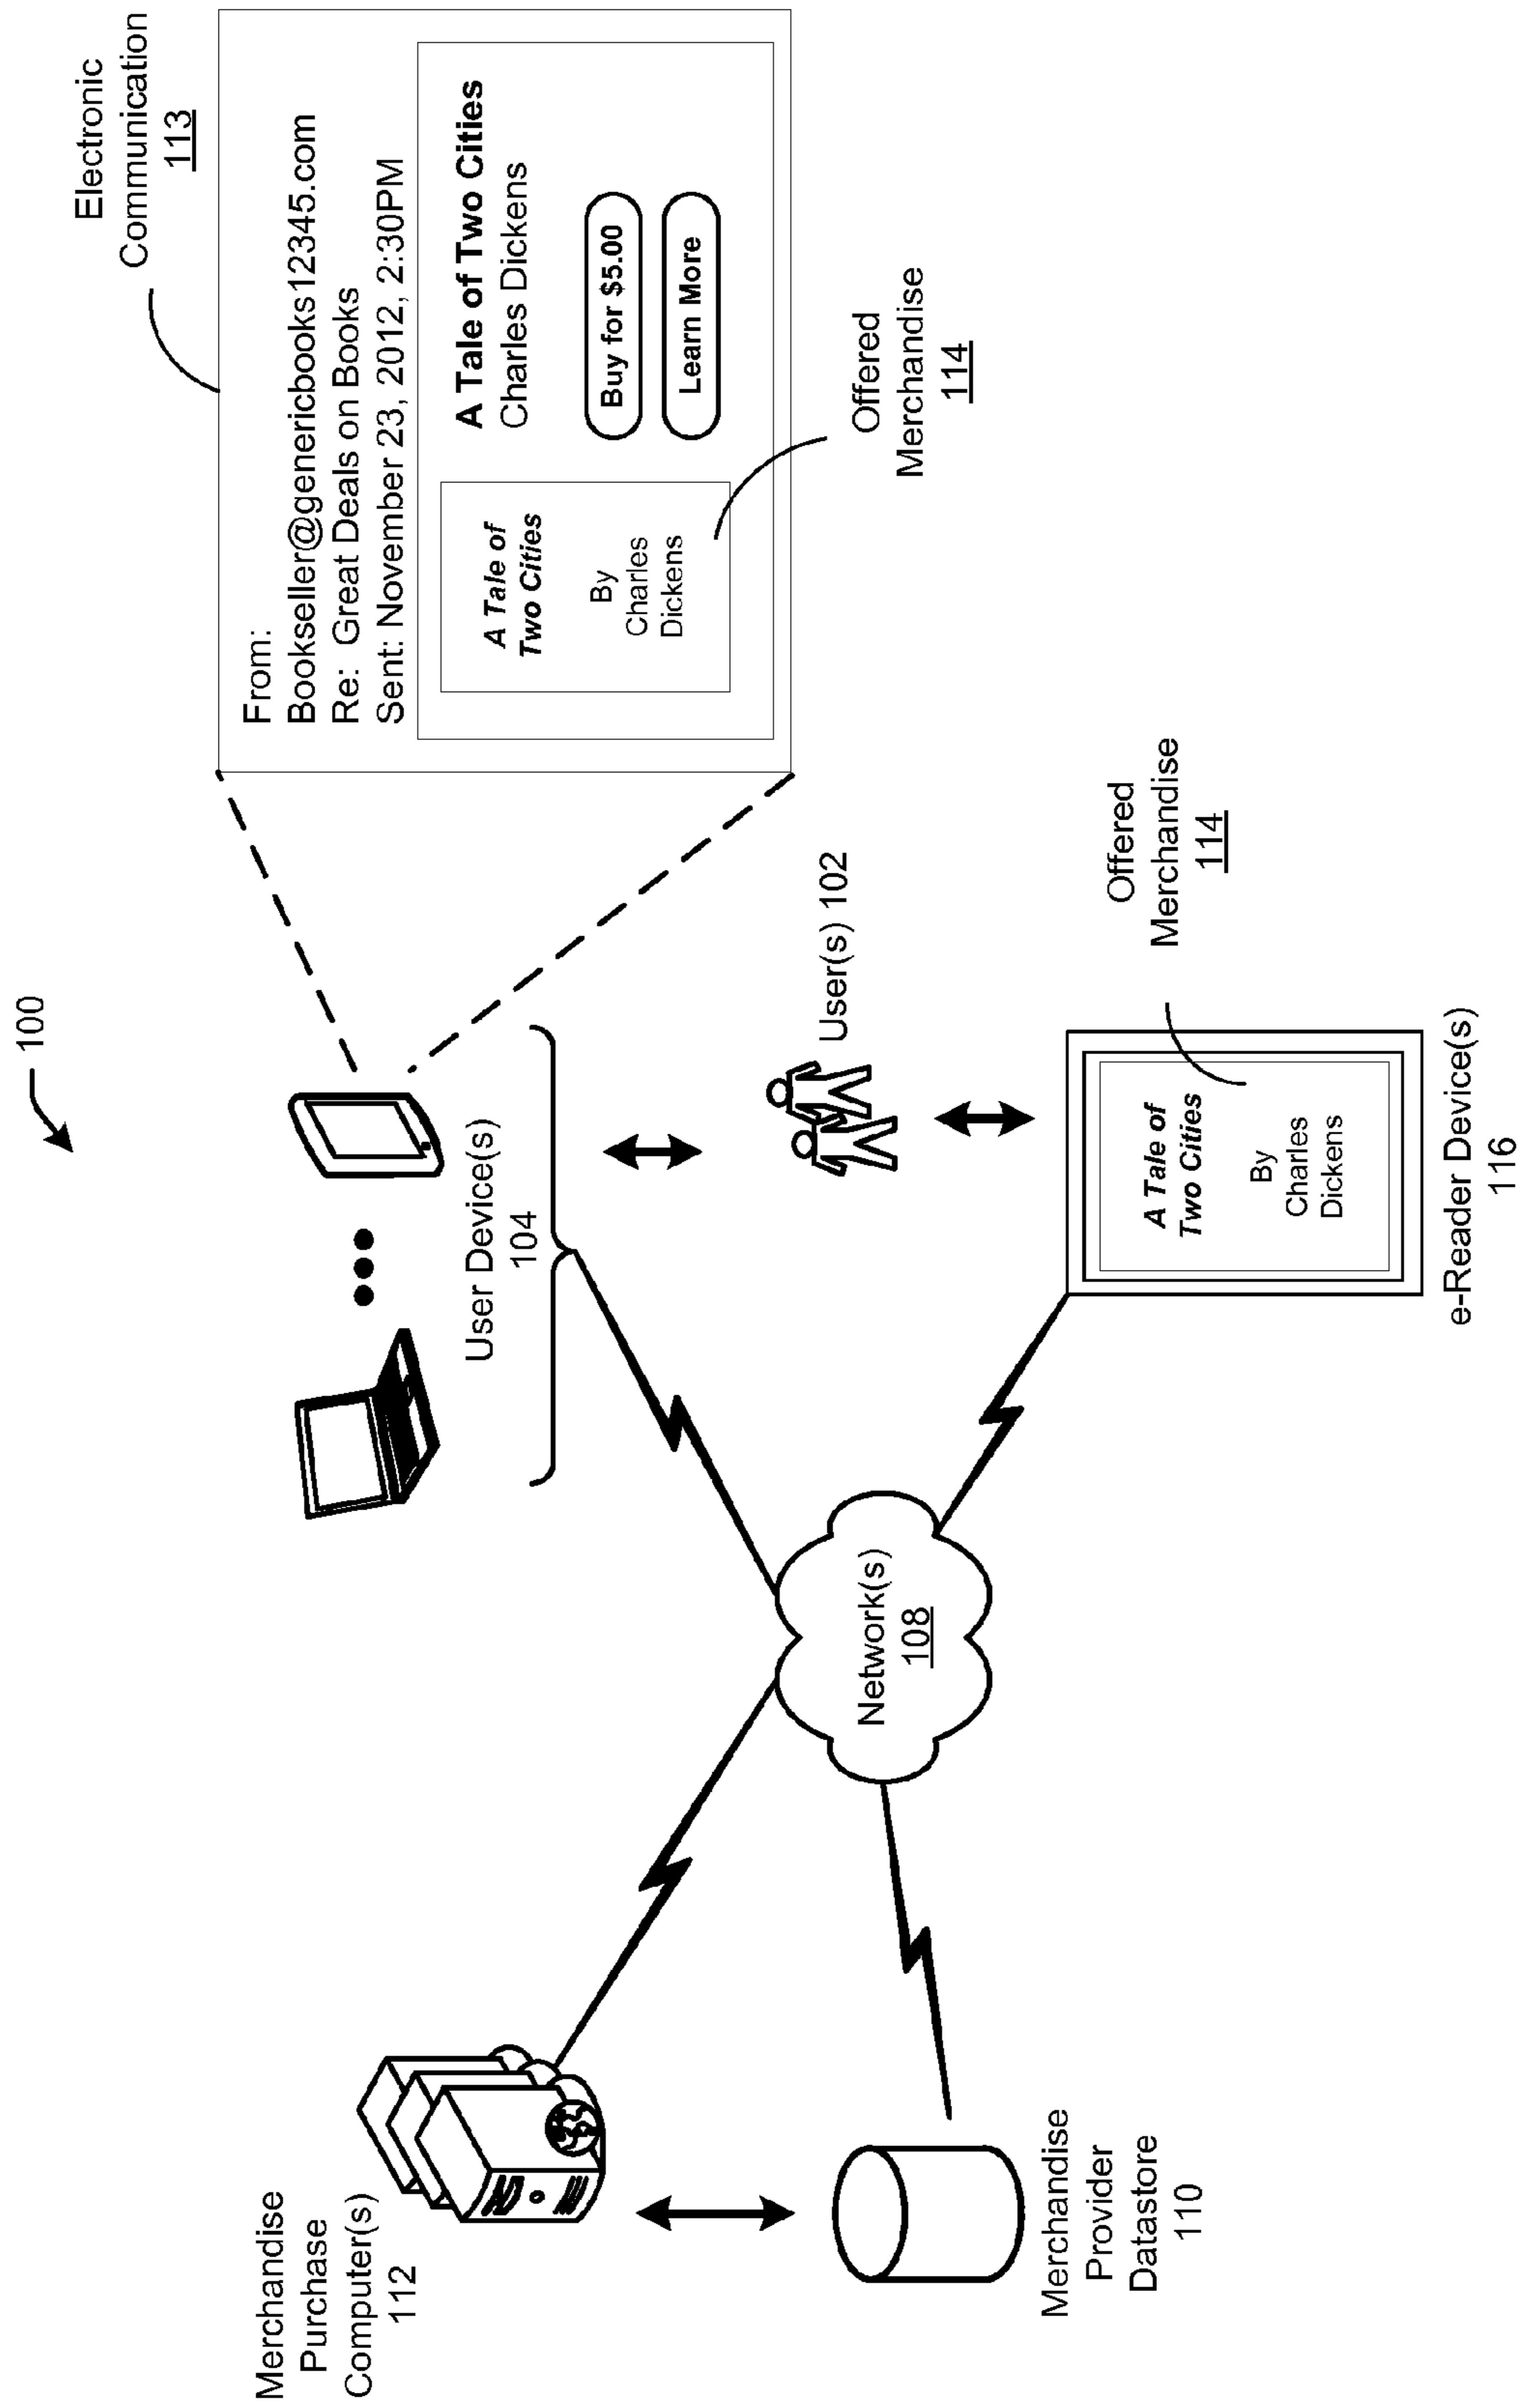 100
Electronic
Communication
113
From:
Bookseller@genericbooks12345.com
Re: Great Deals on Books
Sent: November 23, 2012, 2:30PM
A Tale of
Two Cities
By
Charles
Dickens
A Tale of Two Cities
Charles Dickens
Buy for $5.00
Learn More
Offered
Merchandise
114
Merchandise
Purchase
Computer(s)
112
User Device(s)
104
User(s) 102
Network(s)
108
Merchandise
Provider
Datastore
110
A Tale of
Two Cities
By
Charles
Dickens
Offered
Merchandise
114
e-Reader Device(s)
116